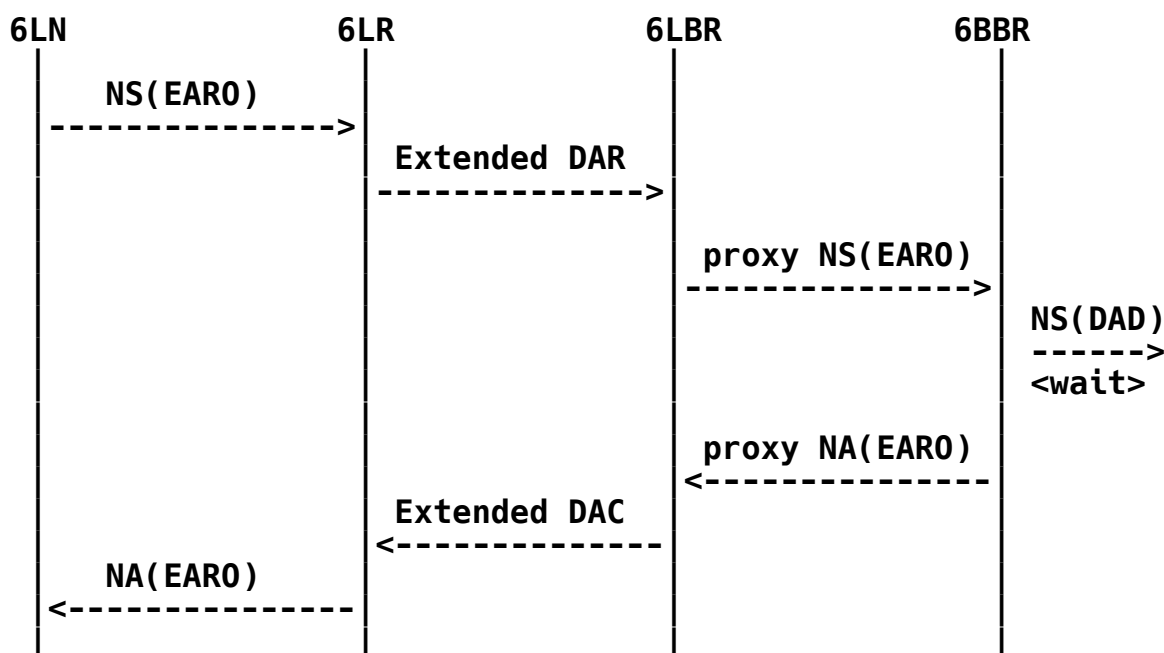 6LN 6LR 6LBR 6BBR
NS(EARO)
--------------->
Extended DAR
-------------->
proxy NS(EARO)
--------------->
NS(DAD)
------>
<wait>
proxy NA(EARO)
<---------------
Extended DAC
<--------------
NA(EARO)
<---------------